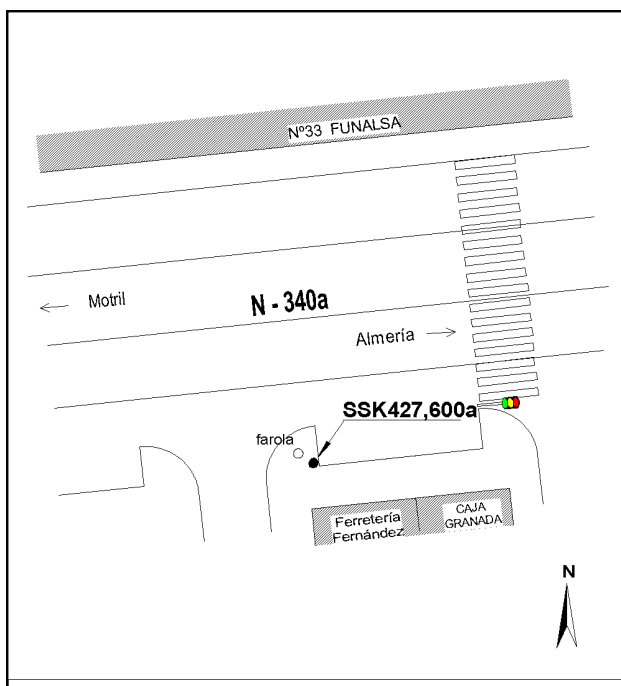 Nº33 FUNALSA
Motril
N - 340a
Almería
SSK427,600a
farola
Ferretería
Fernández
CAJA
GRANADA
N